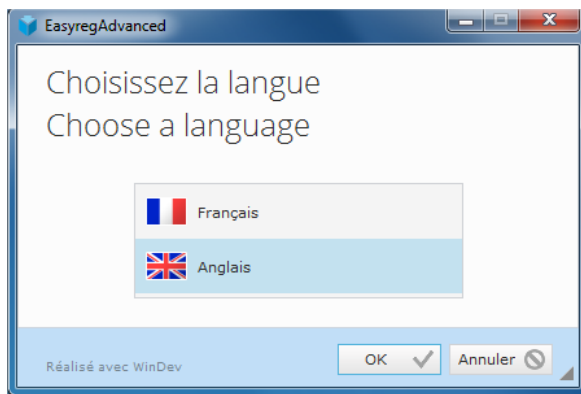 EasyregAdvanced
Choisissez la langue
Choose a language
Français
Anglais
Réalisé avec WinDev
OK
Annuler